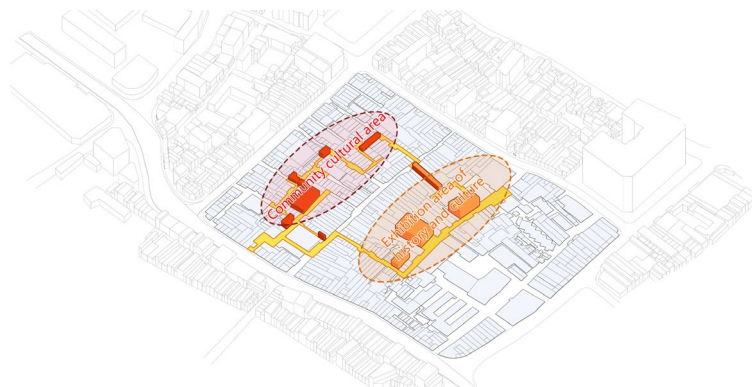 Community cultural area
Exhibition area of
history and culture